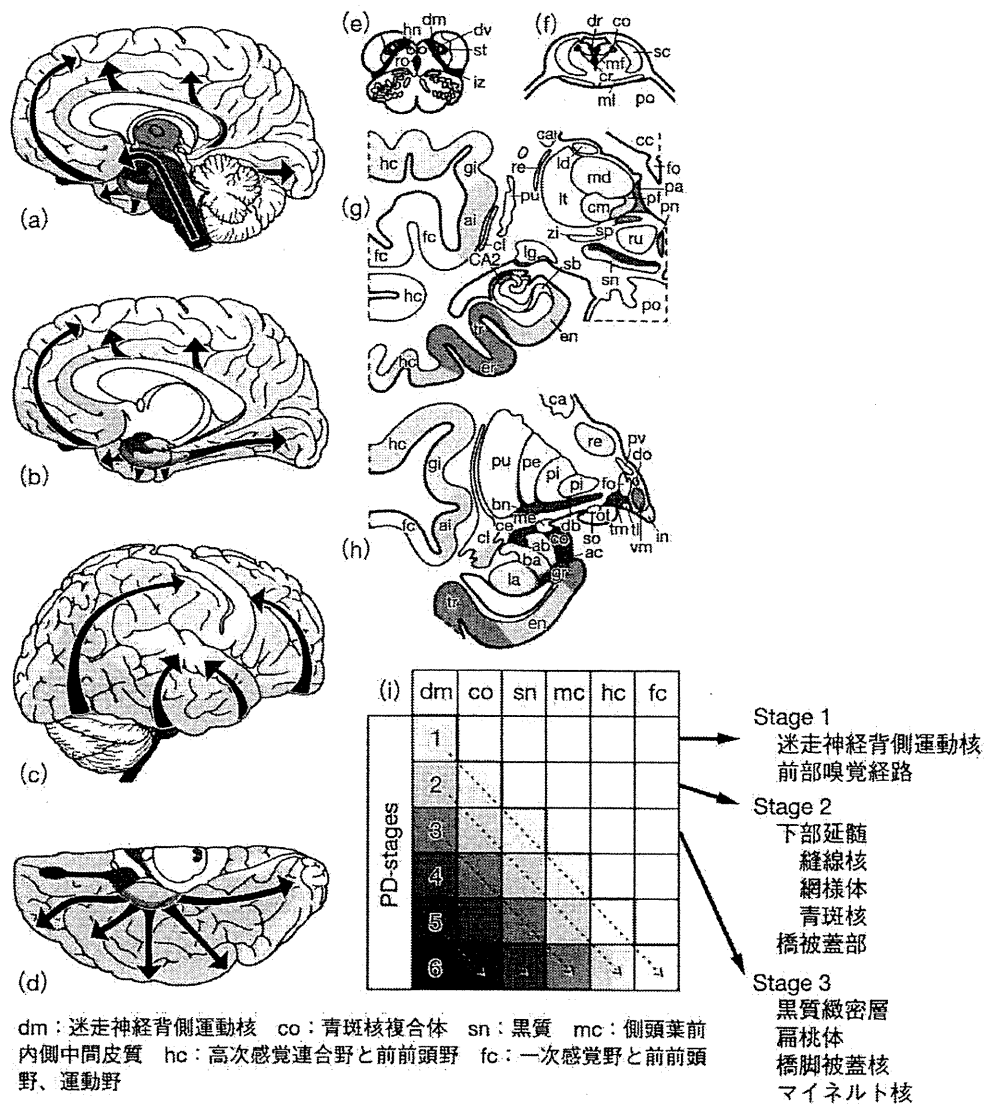 (a)
(b)
(c)
(d)
(e)
hn
dm
dv
st
ro
iz
(f)
dr
co
sc
mf
cr
ml
po
(g)
hc
gi
ai
fc
fc
hc
hc
re
pu
cl
CA2
ld
md
lt
cm
zi
sp
lg
sb
sn
ru
cc
fo
pa
pf
pn
po
tr
er
en
(h)
hc
gi
ai
fc
ca
re
pu
pe
pi
pi
bn
me
ce
cl
db
co
ab
ba
la
ac
gr
so
fo
pv
do
tm
tl
vm
in
tr
en
(i)
dm co sn mc hc fc
PD-stages
1
2
3
4
5
6
Stage 1
迷走神経背側運動核
前部嗅覚経路
Stage 2
下部延髄
縫線核
網様体
青斑核
橋被蓋部
Stage 3
黒質緻密層
扁桃体
橋脚被蓋核
マイネルト核
dm：迷走神経背側運動核 co：青斑核複合体 sn：黒質 mc：側頭葉前
内側中間皮質 hc：高次感覚連合野と前前頭野 fc：一次感覚野と前前頭
野、運動野